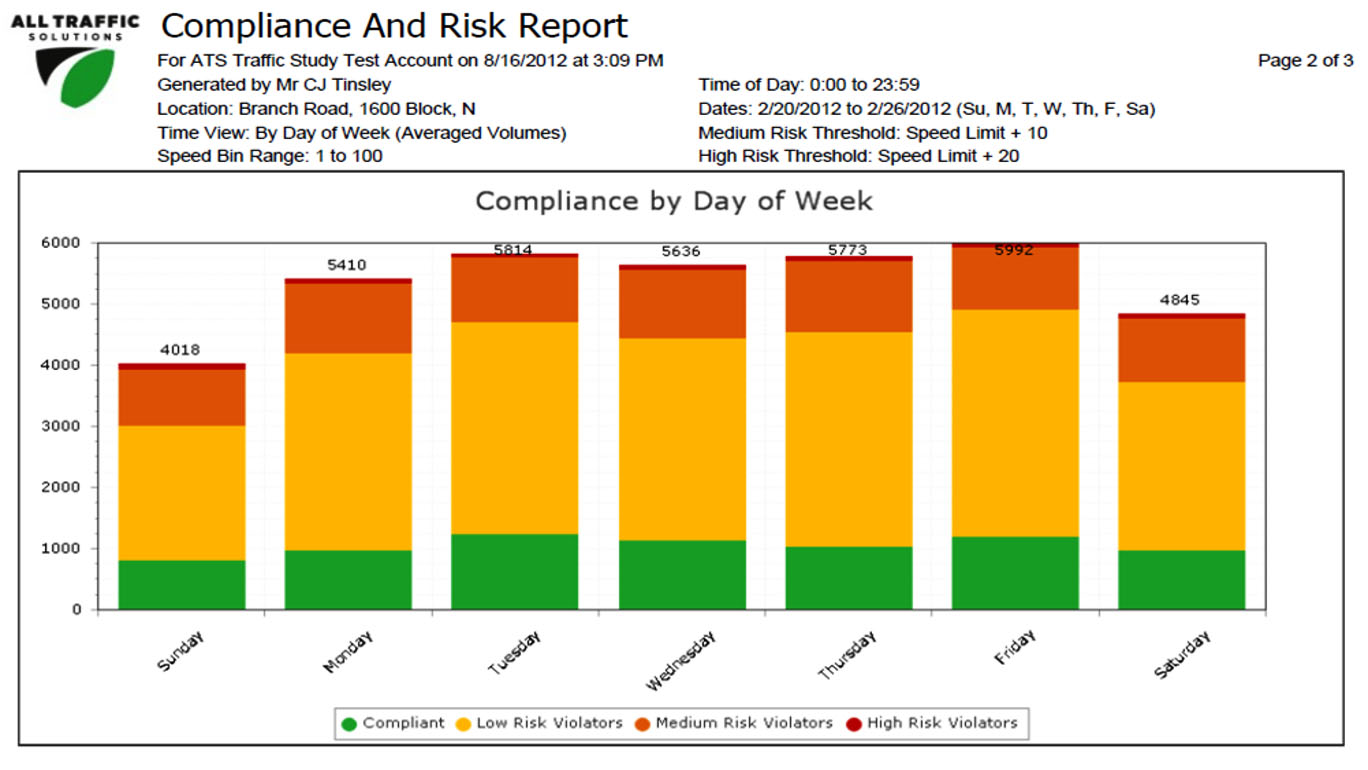 ALL TRAFFIC
SOLUTIONS
Compliance And Risk Report
For ATS Traffic Study Test Account on 8/16/2012 at 3:09 PM
Page 2 of 3
Generated by Mr CJ Tinsley
Time of Day: 0:00 to 23:59
Location: Branch Road, 1600 Block, N
Dates: 2/20/2012 to 2/26/2012 (Su, M, T, W, Th, F, Sa)
Time View: By Day of Week (Averaged Volumes)
Medium Risk Threshold: Speed Limit + 10
Speed Bin Range: 1 to 100
High Risk Threshold: Speed Limit + 20
Compliance by Day of Week
6000
5000
4000
3000
2000
1000
0
4018
5410
5814
5636
5773
5992
4845
Sunday
Monday
Tuesday
Wednesday
Thursday
Friday
Saturday
Compliant
Low Risk Violators
Medium Risk Violators
High Risk Violators